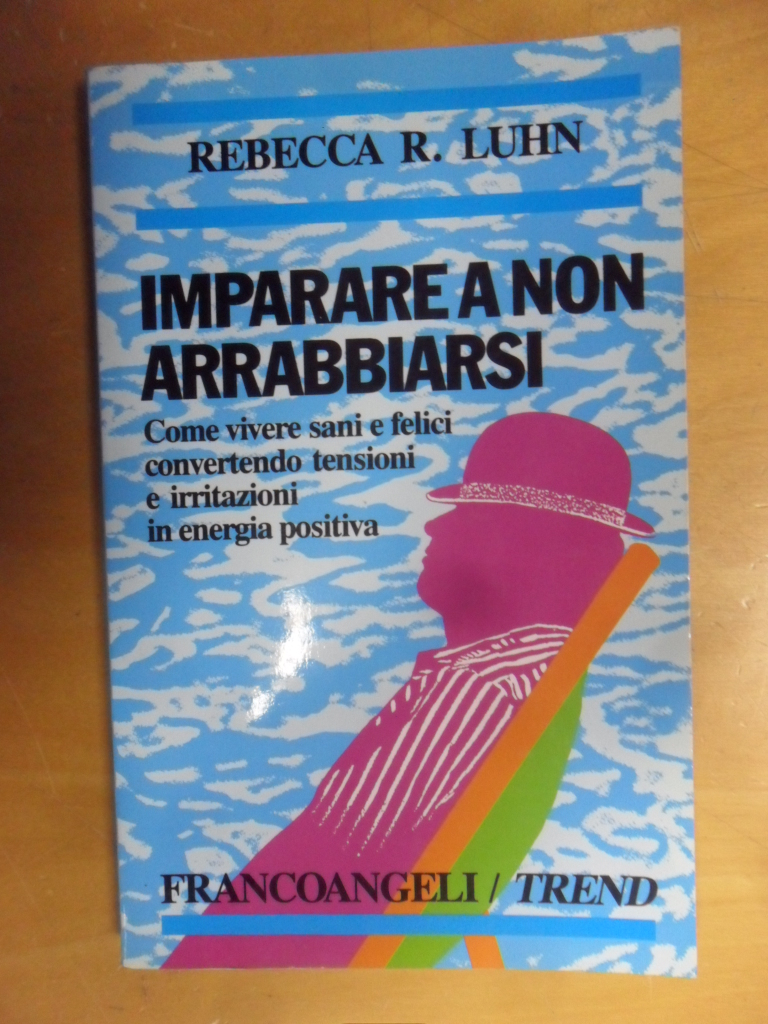 REBECCA R. LUHN
IMPARARE A NON
ARRABBIARSI
Come vivere sani e felici
convertendo tensioni
e irritazioni
in energia positiva
FRANCOANGELI / TREND